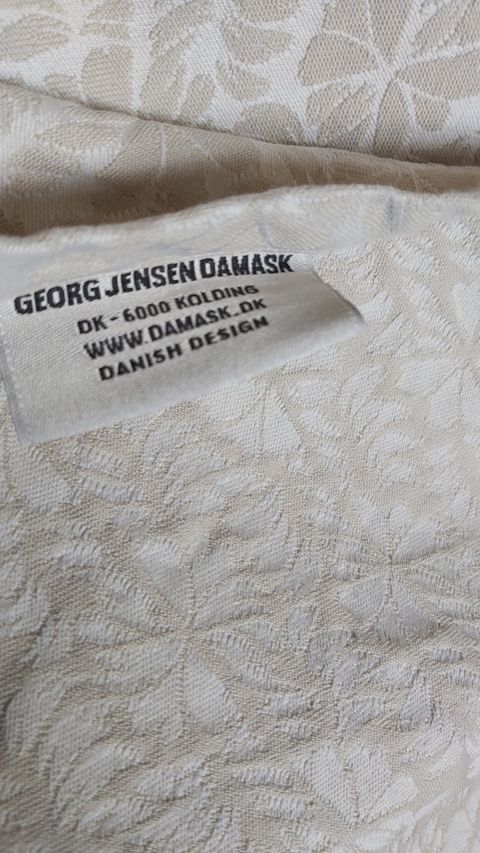 GEORG JENSEN DAMASK
DK - 6000 KOLDING
WWW.DAMASK.DK
DANISH DESIGN